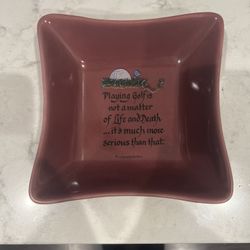 Playing Golf is
not a matter
of Life and Death
...it's much more
serious than that.